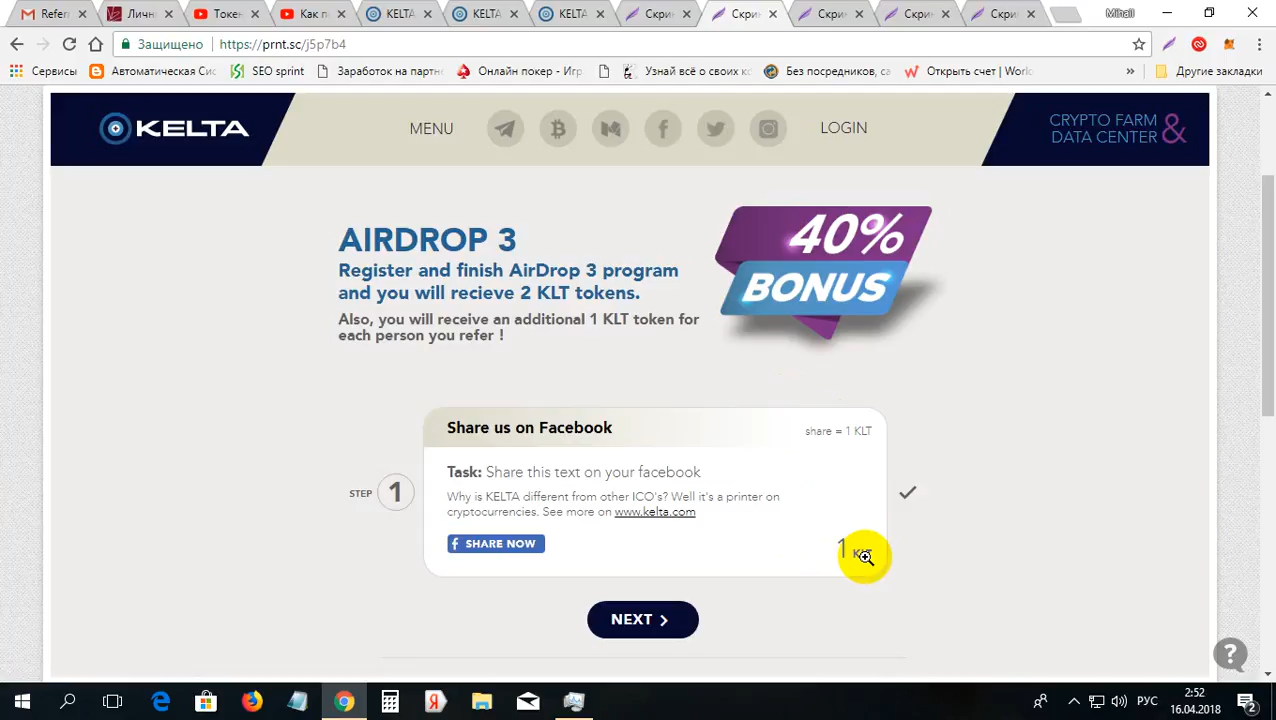 Refer
Личн
Токе
Как п
KELTA
KELTA
KELTA
Скри
Скри
Скри
Скри
Скри
Mihail
Защищено
https://prnt.sc/j5p7b4
Сервисы
Автоматическая Сис
SEO sprint
Заработок на партн
Онлайн покер - Игр
Узнай всё о своих к
Без посредников, са
Открыть счет | Worl
»
Другие закладки
KELTA
MENU
LOGIN
CRYPTO FARM &
DATA CENTER
AIRDROP 3
Register and finish AirDrop 3 program
and you will recieve 2 KLT tokens.
Also, you will receive an additional 1 KLT token for
each person you refer !
40%
BONUS
Share us on Facebook
share = 1 KLT
Task: Share this text on your facebook
STEP 1
Why is KELTA different from other ICO's? Well it's a printer on
cryptocurrencies. See more on www.kelta.com
f SHARE NOW
1 KLT
NEXT
?
РУС
2:52
16.04.2018
2